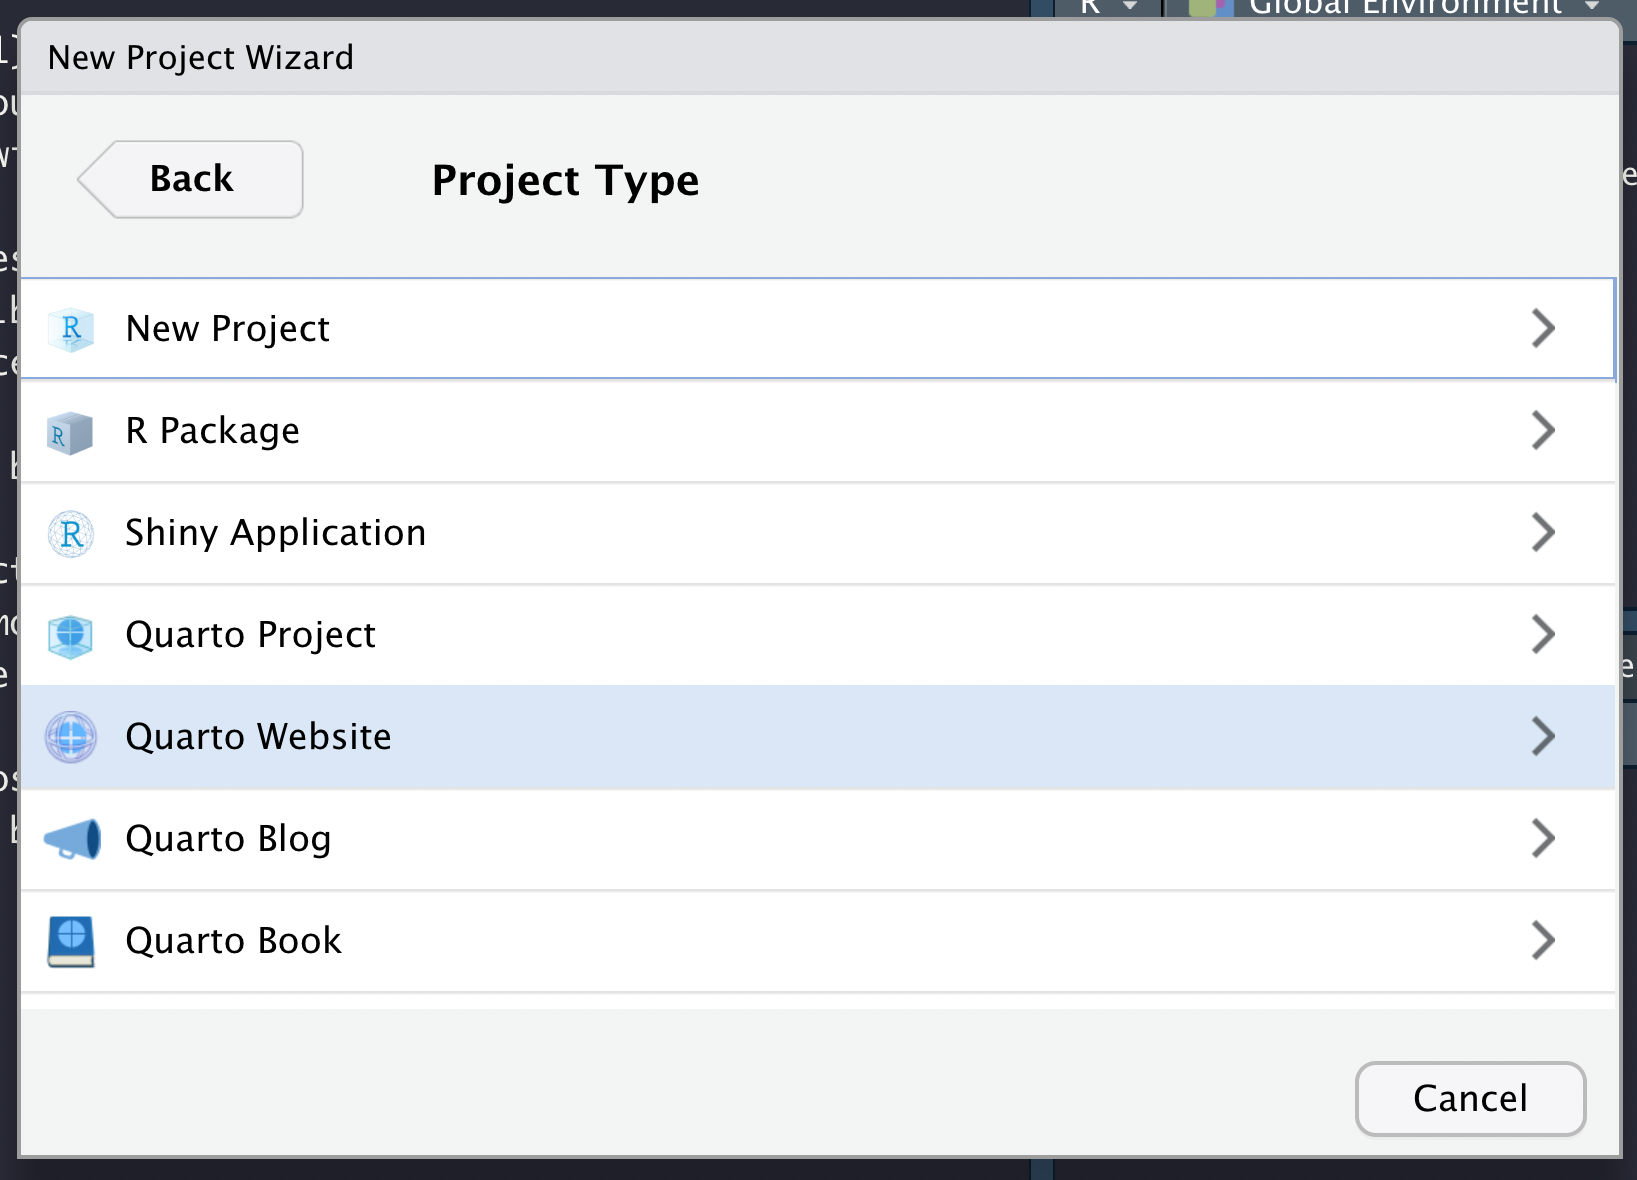 R
Global Environment
New Project Wizard
Back
Project Type
New Project
R Package
Shiny Application
Quarto Project
Quarto Website
Quarto Blog
Quarto Book
Cancel